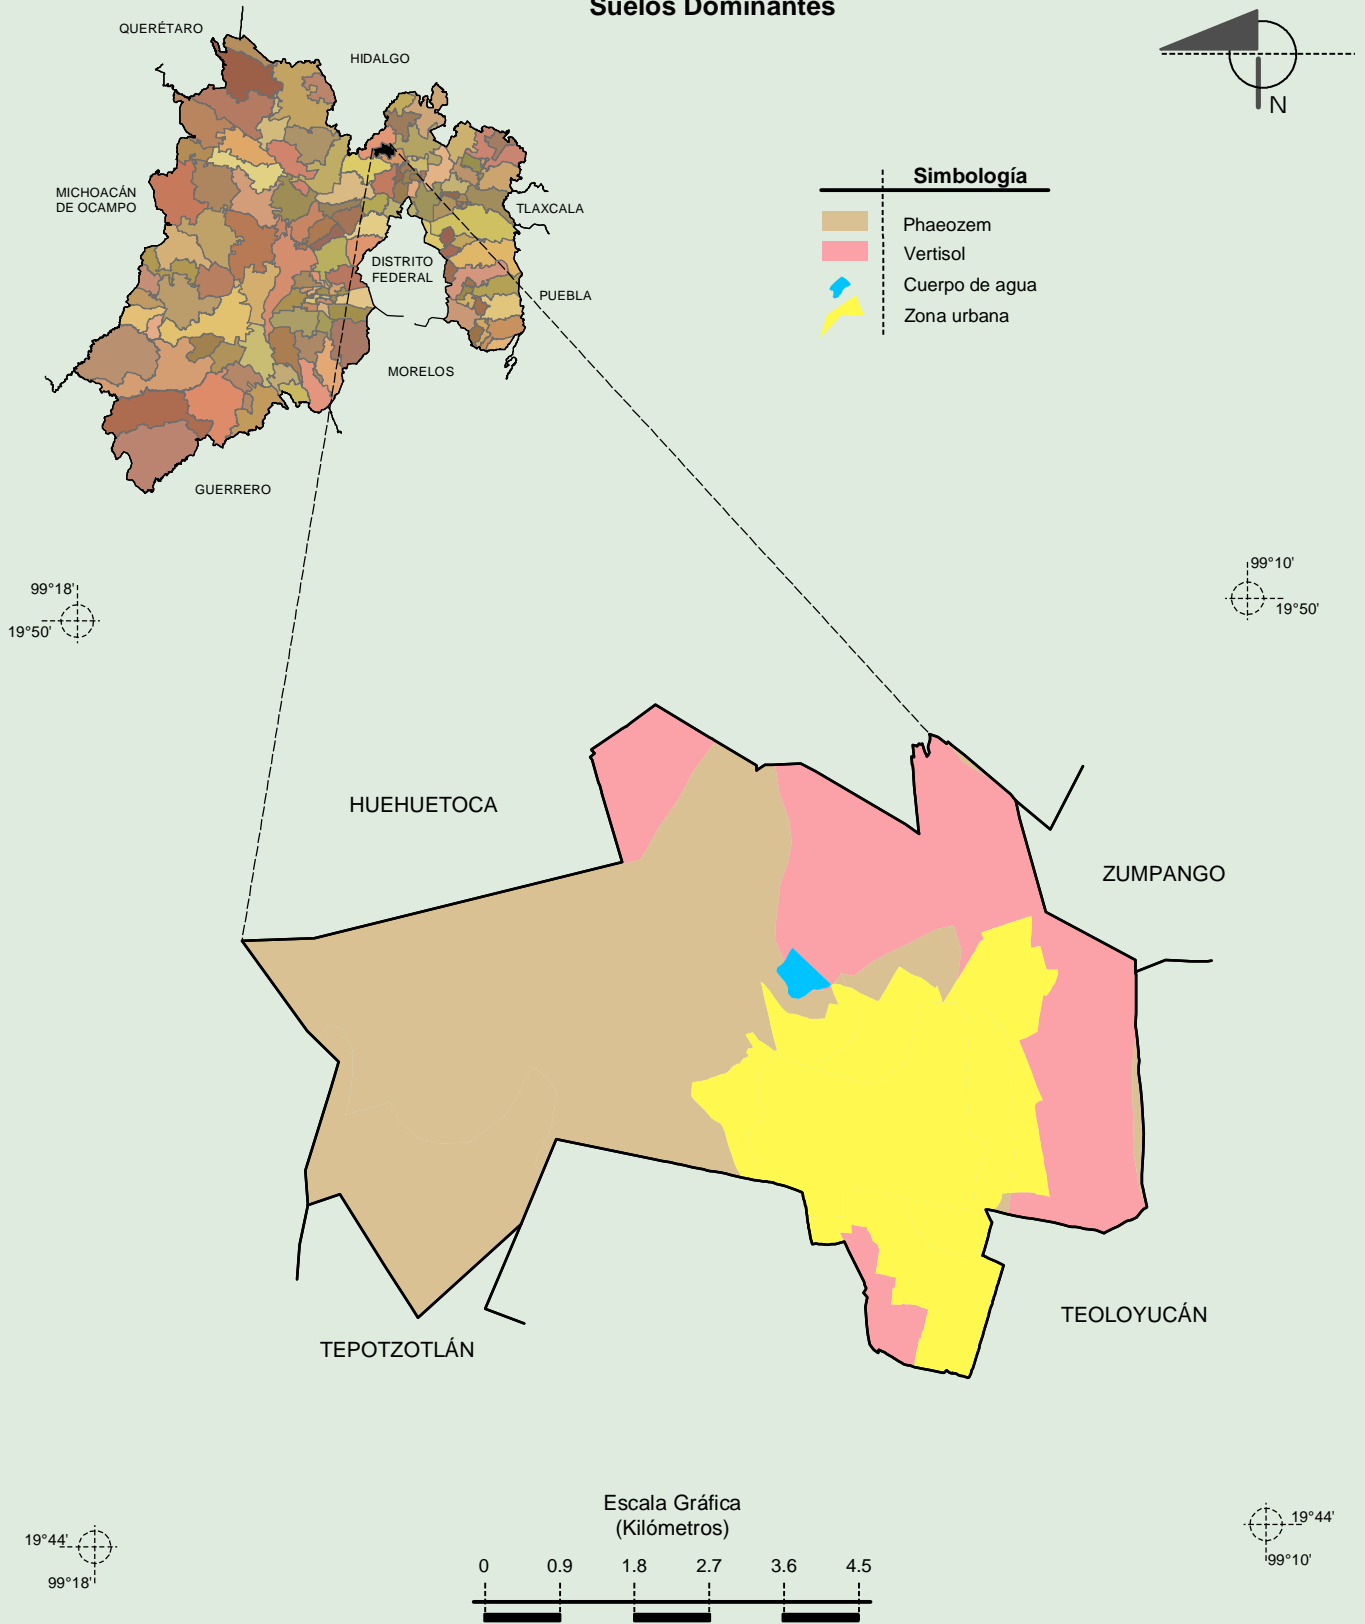 Suelos Dominantes
QUERÉTARO
HIDALGO
N
MICHOACÁN
DE OCAMPO
TLAXCALA
DISTRITO
FEDERAL
PUEBLA
MORELOS
GUERRERO
Simbología
Phaeozem
Vertisol
Cuerpo de agua
Zona urbana
99°18'
19°50'
99°10'
19°50'
HUEHUETOCA
ZUMPANGO
TEOLOYUCÁN
TEPOTZOTLÁN
Escala Gráfica
(Kilómetros)
0 0.9 1.8 2.7 3.6 4.5
19°44'
99°18'
19°44'
99°10'